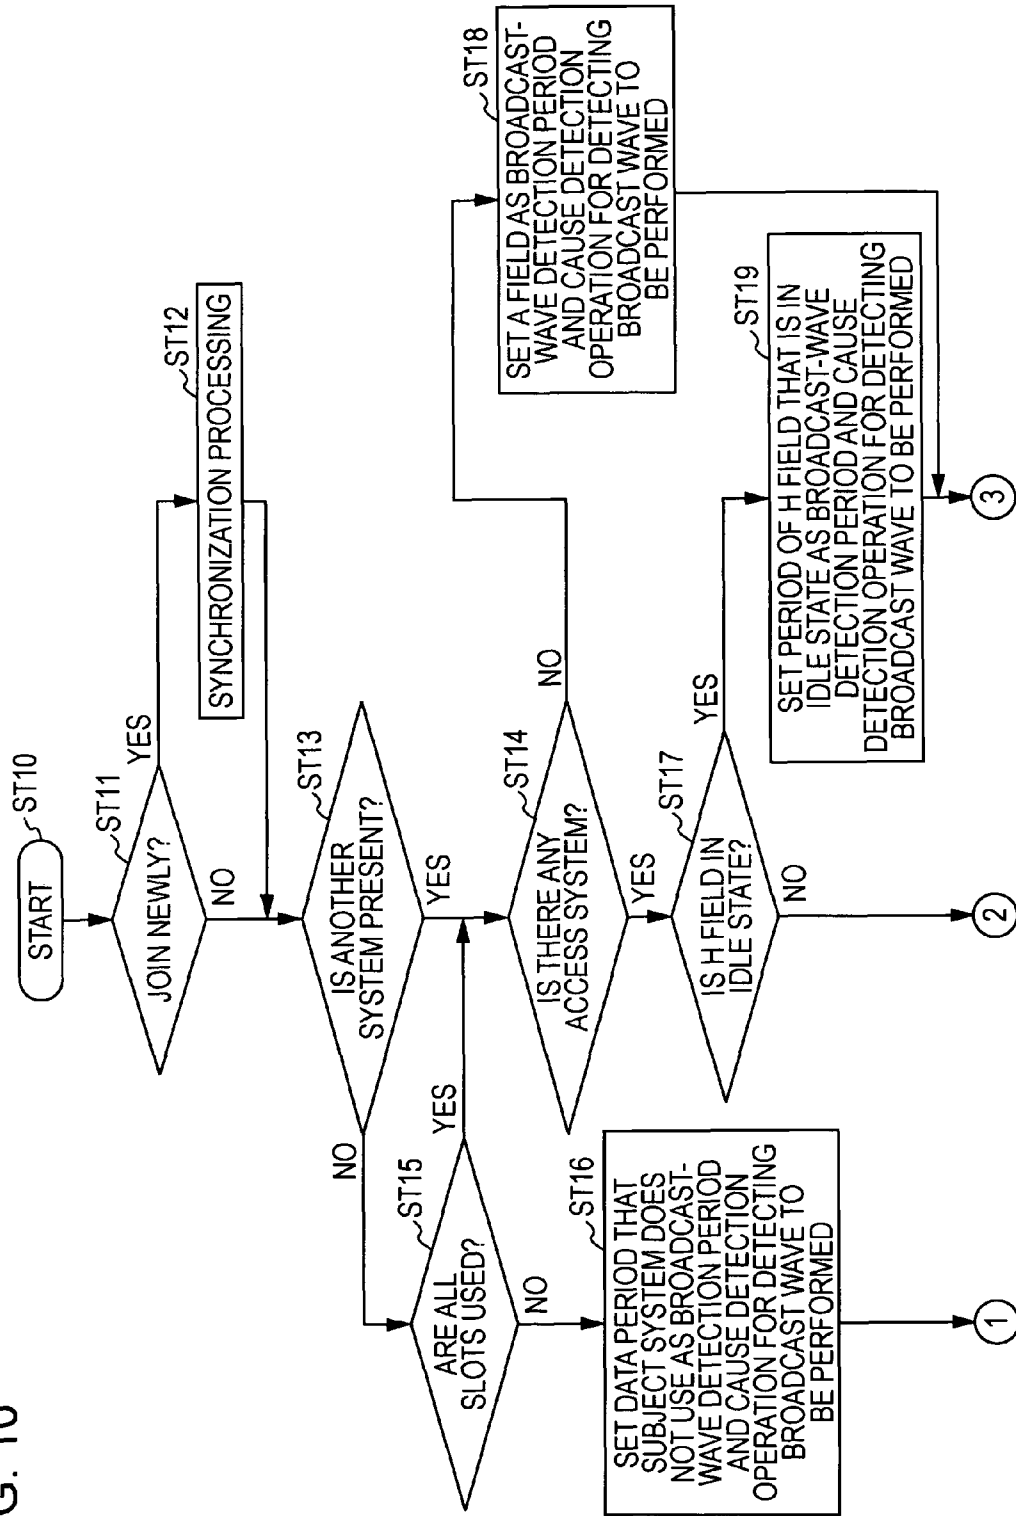 G. 10
START
ST10
JOIN NEWLY?
ST11
YES
NO
SYNCHRONIZATION PROCESSING
ST12
IS ANOTHER
SYSTEM PRESENT?
ST13
NO
YES
ARE ALL
SLOTS USED?
ST15
YES
NO
IS THERE ANY
ACCESS SYSTEM?
ST14
NO
YES
SET DATA PERIOD THAT
SUBJECT SYSTEM DOES
NOT USE AS BROADCAST-
WAVE DETECTION PERIOD
AND CAUSE DETECTION
OPERATION FOR DETECTING
BROADCAST WAVE TO
BE PERFORMED
ST16
IS H FIELD IN
IDLE STATE?
ST17
YES
NO
SET A FIELD AS BROADCAST-
WAVE DETECTION PERIOD
AND CAUSE DETECTION
OPERATION FOR DETECTING
BROADCAST WAVE TO
BE PERFORMED
ST18
SET PERIOD OF H FIELD THAT IS IN
IDLE STATE AS BROADCAST-WAVE
DETECTION PERIOD AND CAUSE
DETECTION OPERATION FOR DETECTING
BROADCAST WAVE TO BE PERFORMED
ST19
1
2
3